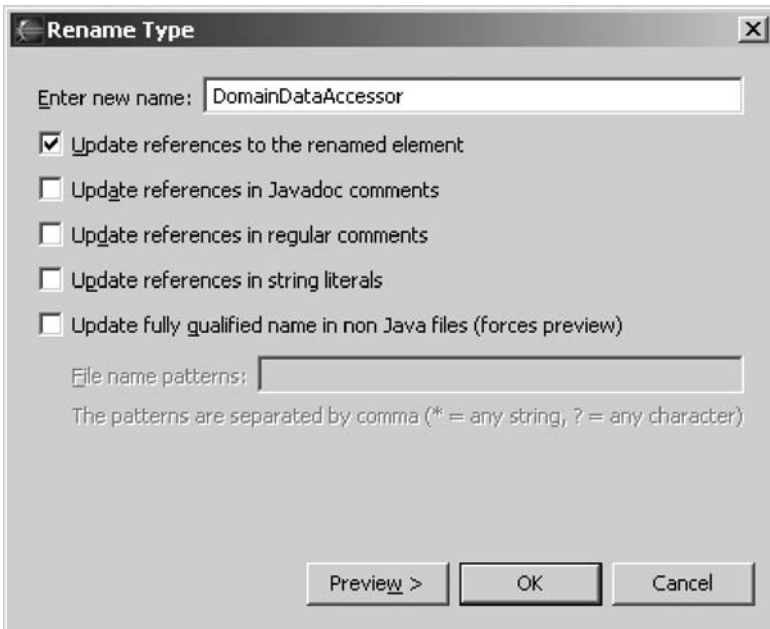 Rename Type
Enter new name: DomainDataAccessor
Update references to the renamed element
Update references in Javadoc comments
Update references in regular comments
Update references in string literals
Update fully qualified name in non Java files (forces preview)
File name patterns:
The patterns are separated by comma (* = any string, ? = any character)
Preview > OK Cancel